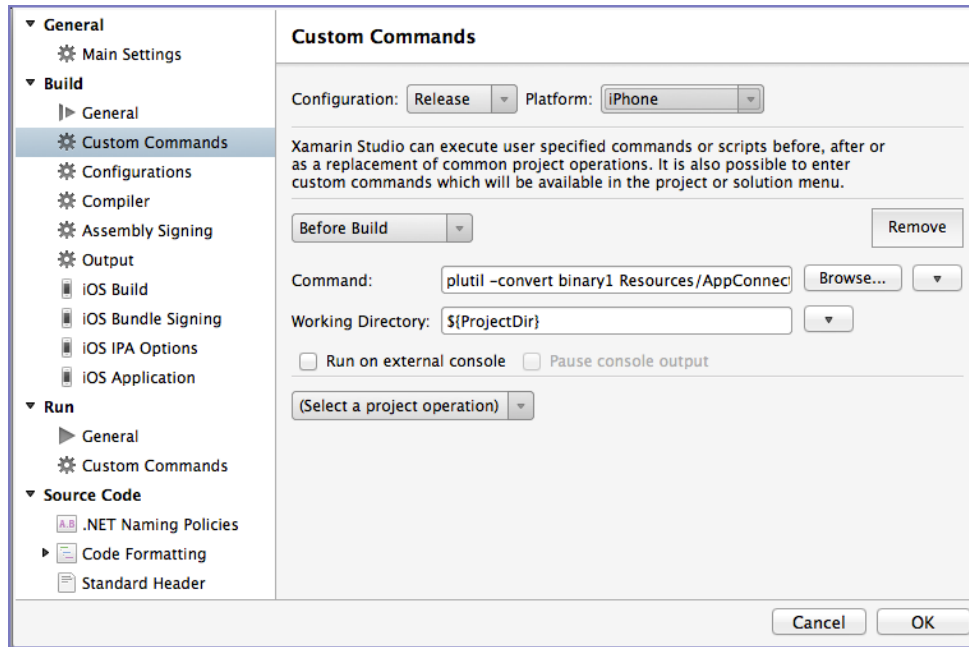 General
Main Settings
Build
General
Custom Commands
Configurations
Compiler
Assembly Signing
Output
iOS Build
iOS Bundle Signing
iOS IPA Options
iOS Application
Run
General
Custom Commands
Source Code
A.B .NET Naming Policies
Code Formatting
Standard Header
Custom Commands
Configuration: Release Platform: iPhone
Xamarin Studio can execute user specified commands or scripts before, after or
as a replacement of common project operations. It is also possible to enter
custom commands which will be available in the project or solution menu.
Before Build Remove
Command: plutil -convert binary1 Resources/AppConnect Browse...
Working Directory: ${ProjectDir}
Run on external console Pause console output
(Select a project operation)
Cancel OK